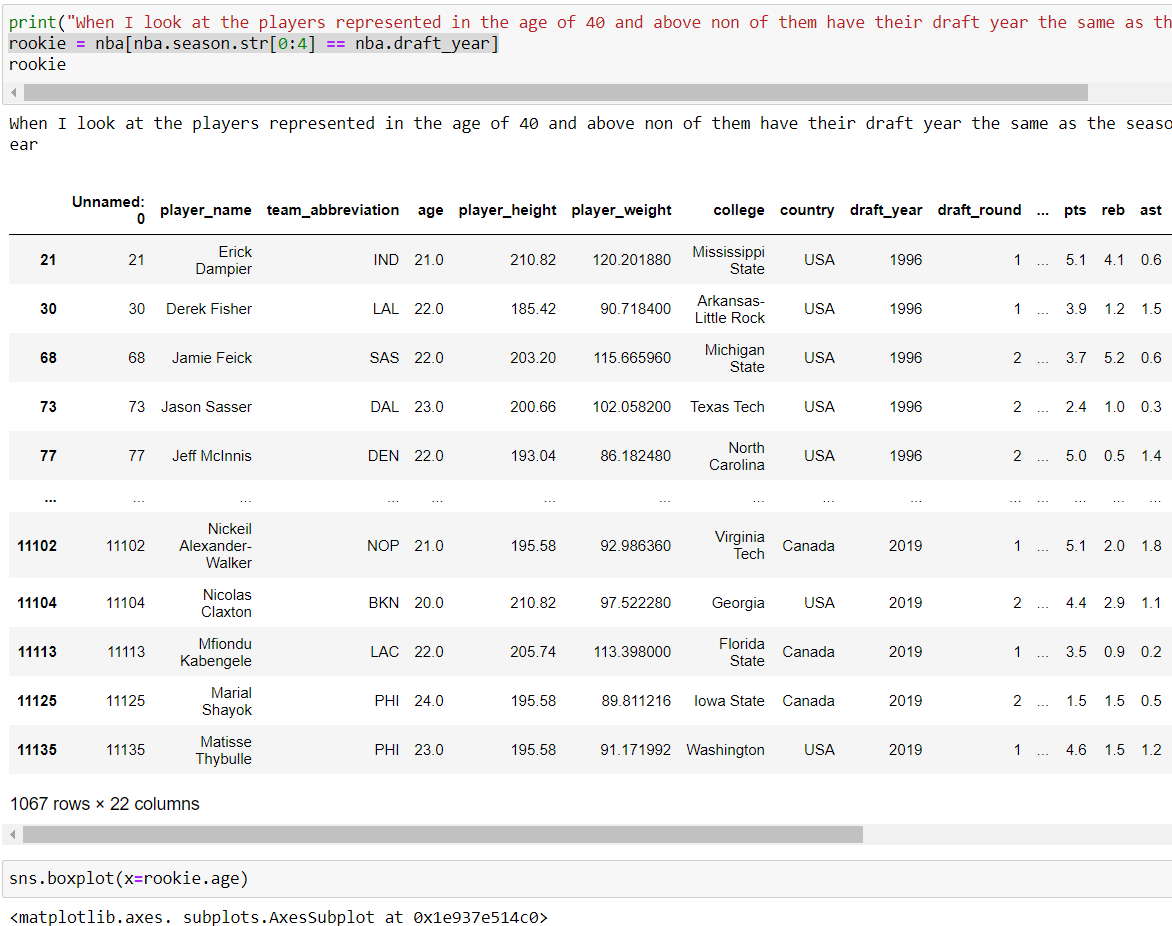 print("When I look at the players represented in the age of 40 and above non of them have their draft year the same as th
rookie = nba[nba.season.str[0:4] == nba.draft_year]
rookie
When I look at the players represented in the age of 40 and above non of them have their draft year the same as the seaso
ear
Unnamed: 0 player_name team_abbreviation age player_height player_weight college country draft_year draft_round ... pts reb ast
21 21 Erick Dampier IND 21.0 210.82 120.201880 Mississippi State USA 1996 1 ... 5.1 4.1 0.6
30 30 Derek Fisher LAL 22.0 185.42 90.718400 Arkansas-Little Rock USA 1996 1 ... 3.9 1.2 1.5
68 68 Jamie Feick SAS 22.0 203.20 115.665960 Michigan State USA 1996 2 ... 3.7 5.2 0.6
73 73 Jason Sasser DAL 23.0 200.66 102.058200 Texas Tech USA 1996 2 ... 2.4 1.0 0.3
77 77 Jeff McInnis DEN 22.0 193.04 86.182480 North Carolina USA 1996 2 ... 5.0 0.5 1.4
... ... ... ... ... ... ... ... ... ... ... ... ... ... ...
11102 11102 Nickeil Alexander-Walker NOP 21.0 195.58 92.986360 Virginia Tech Canada 2019 1 ... 5.1 2.0 1.8
11104 11104 Nicolas Claxton BKN 20.0 210.82 97.522280 Georgia USA 2019 2 ... 4.4 2.9 1.1
11113 11113 Mfiondu Kabengele LAC 22.0 205.74 113.398000 Florida State Canada 2019 1 ... 3.5 0.9 0.2
11125 11125 Marial Shayok PHI 24.0 195.58 89.811216 Iowa State Canada 2019 2 ... 1.5 1.5 0.5
11135 11135 Matisse Thybulle PHI 23.0 195.58 91.171992 Washington USA 2019 1 ... 4.6 1.5 1.2
1067 rows × 22 columns
sns.boxplot(x=rookie.age)
<matplotlib.axes. subplots.AxesSubplot at 0x1e937e514c0>